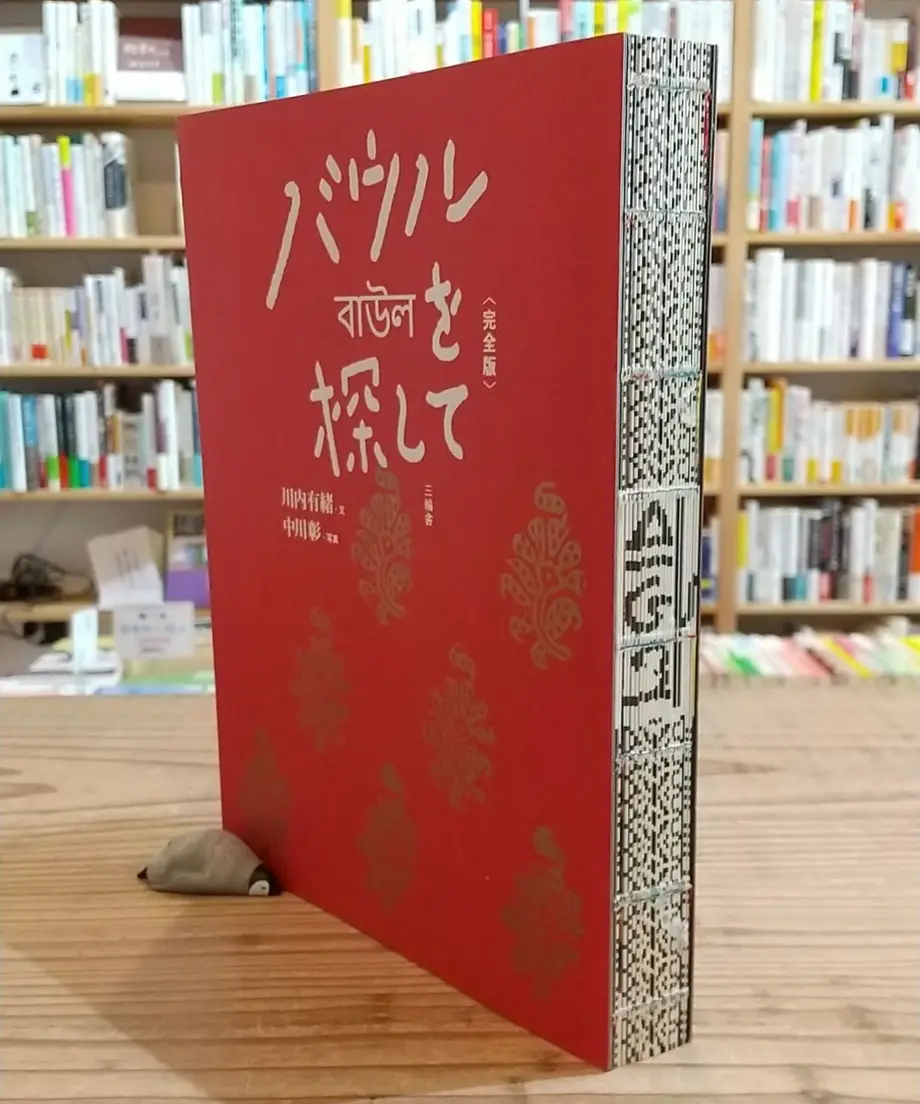 バウル
বাউল を
探して
〈完全版〉
川内有緒・文
中川彰・写真
三輪舎